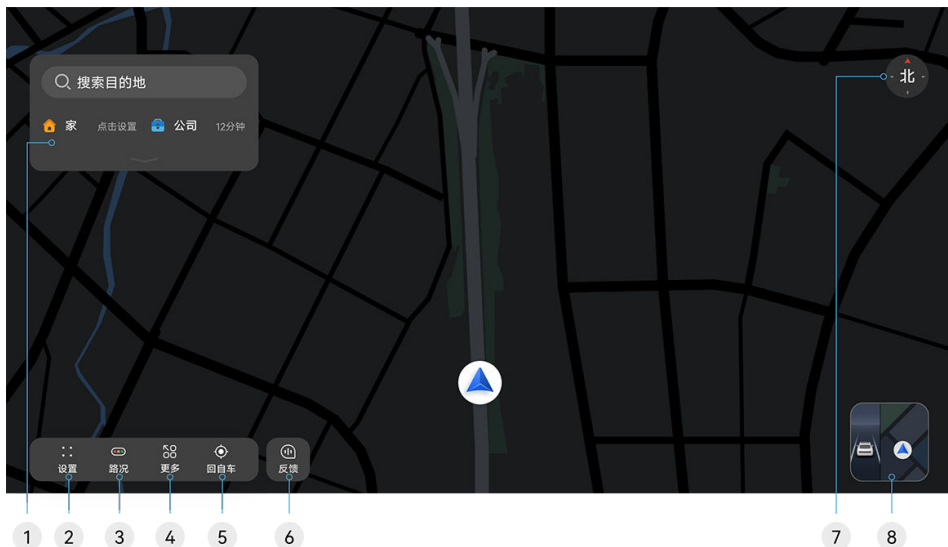 搜索目的地
家 点击设置 公司 12分钟
北
设置 路况 更多 回自车 反馈
1 2 3 4 5 6 7 8